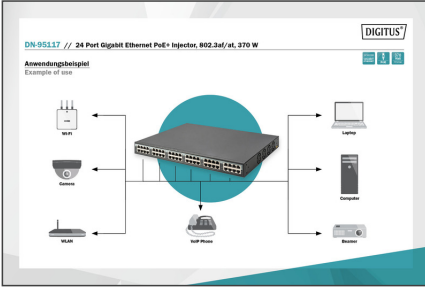 DIGITUS®
DN-95117 // 24 Port Gigabit Ethernet PoE+ Injector, 802.3af/at, 370 W
Anwendungsbeispiel
Example of use
Wi-Fi
Laptop
Camera
Computer
WLAN
VoIP Phone
Beamer